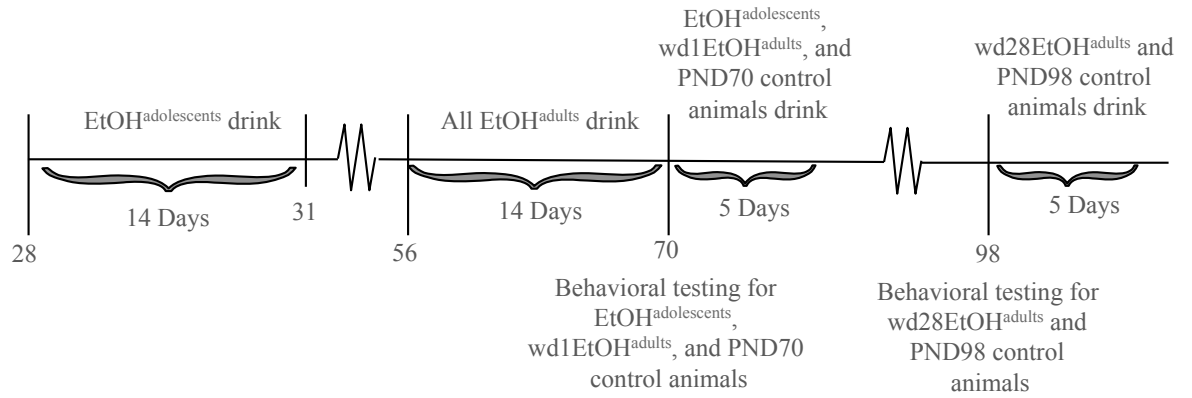 EtOHadolescents drink
14 Days
28
31
All EtOHadults drink
14 Days
56
EtOHadolescents,
wd1EtOHadults, and
PND70 control
animals drink
5 Days
70
wd28EtOHadults and
PND98 control
animals drink
5 Days
98
Behavioral testing for
EtOHadolescents,
wd1EtOHadults, and PND70
control animals
Behavioral testing for
wd28EtOHadults and
PND98 control
animals